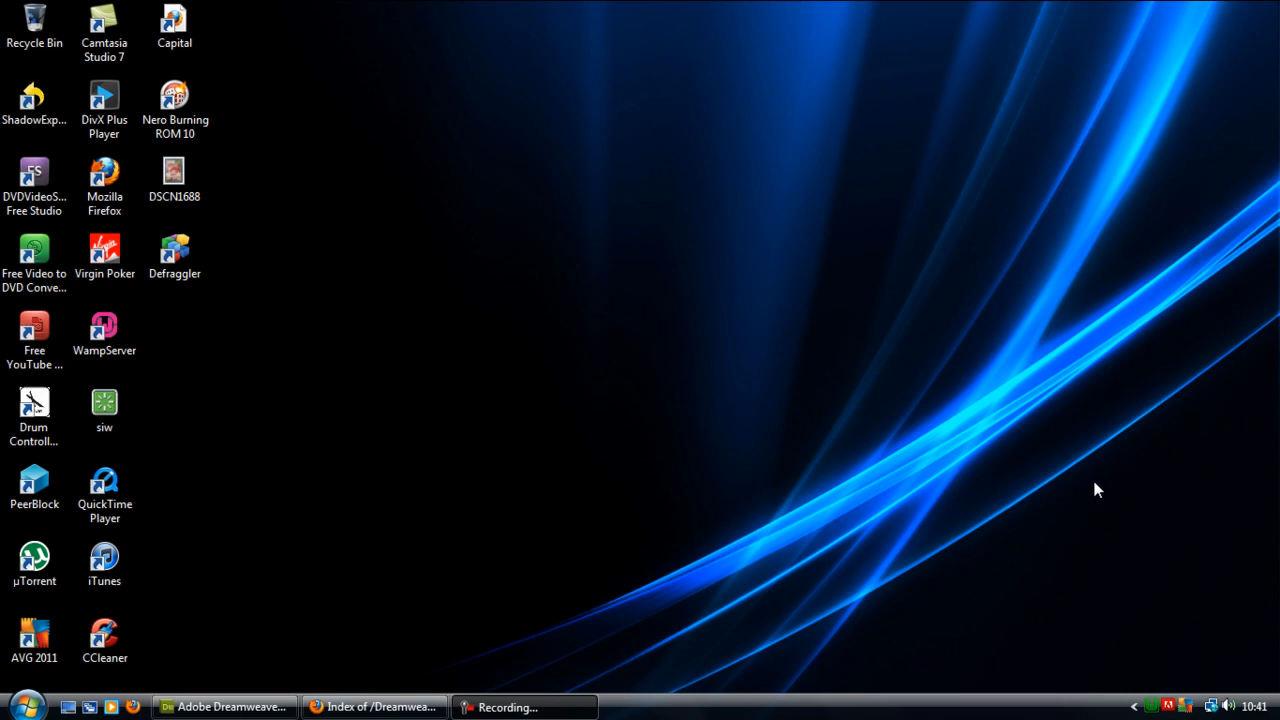 Recycle Bin
Camtasia
Studio 7
Capital
ShadowExp...
DivX Plus
Player
Nero Burning
ROM 10
DVDVideoS...
Free Studio
Mozilla
Firefox
DSCN1688
Free Video to
DVD Conve...
Virgin Poker
Defraggler
Free
YouTube ...
WampServer
Drum
Controll...
siw
PeerBlock
QuickTime
Player
µTorrent
iTunes
AVG 2011
CCleaner
Adobe Dreamweave...
Index of /Dreamwea...
Recording...
10:41